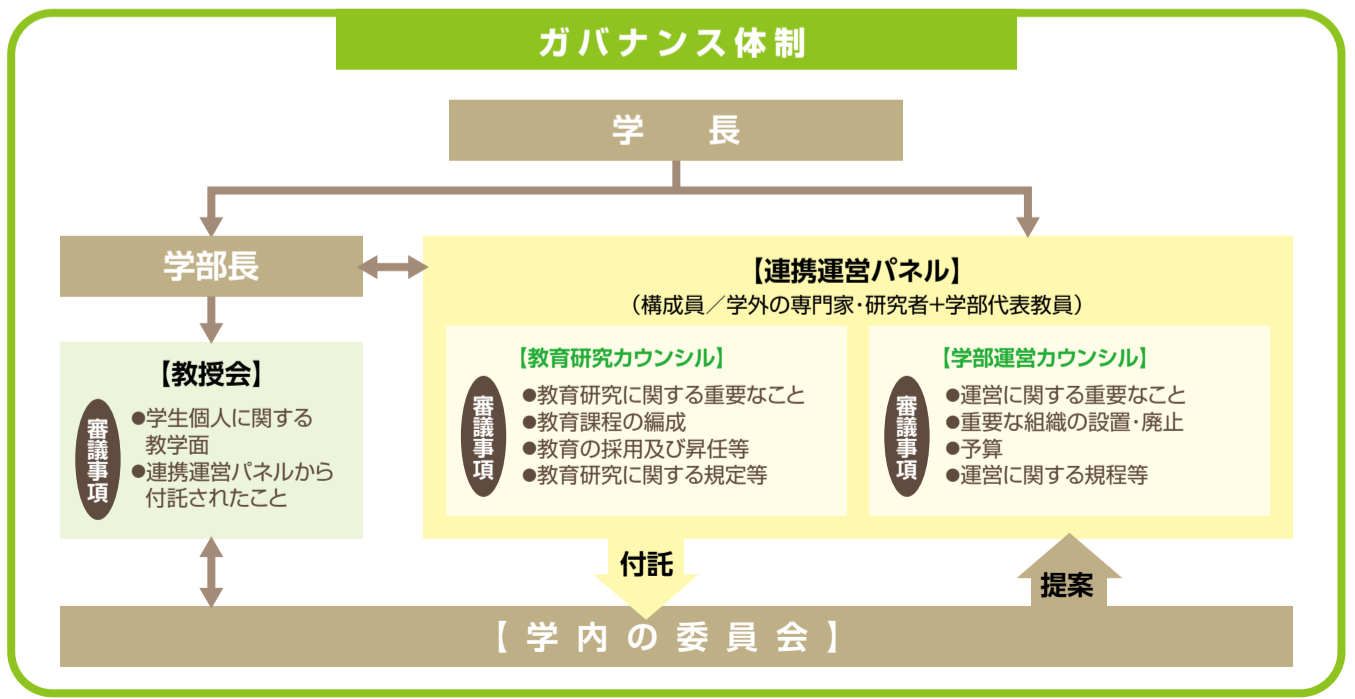 ガバナンス体制
学長
学部長
【連携運営パネル】
（構成員／学外の専門家・研究者＋学部代表教員）
【教授会】
審議事項
●学生個人に関する
教学面
●連携運営パネルから
付託されたこと
【教育研究カウンシル】
審議事項
●教育研究に関する重要なこと
●教育課程の編成
●教育の採用及び昇任等
●教育研究に関する規定等
【学部運営カウンシル】
審議事項
●運営に関する重要なこと
●重要な組織の設置・廃止
●予算
●運営に関する規程等
付託
提案
【学内の委員会】